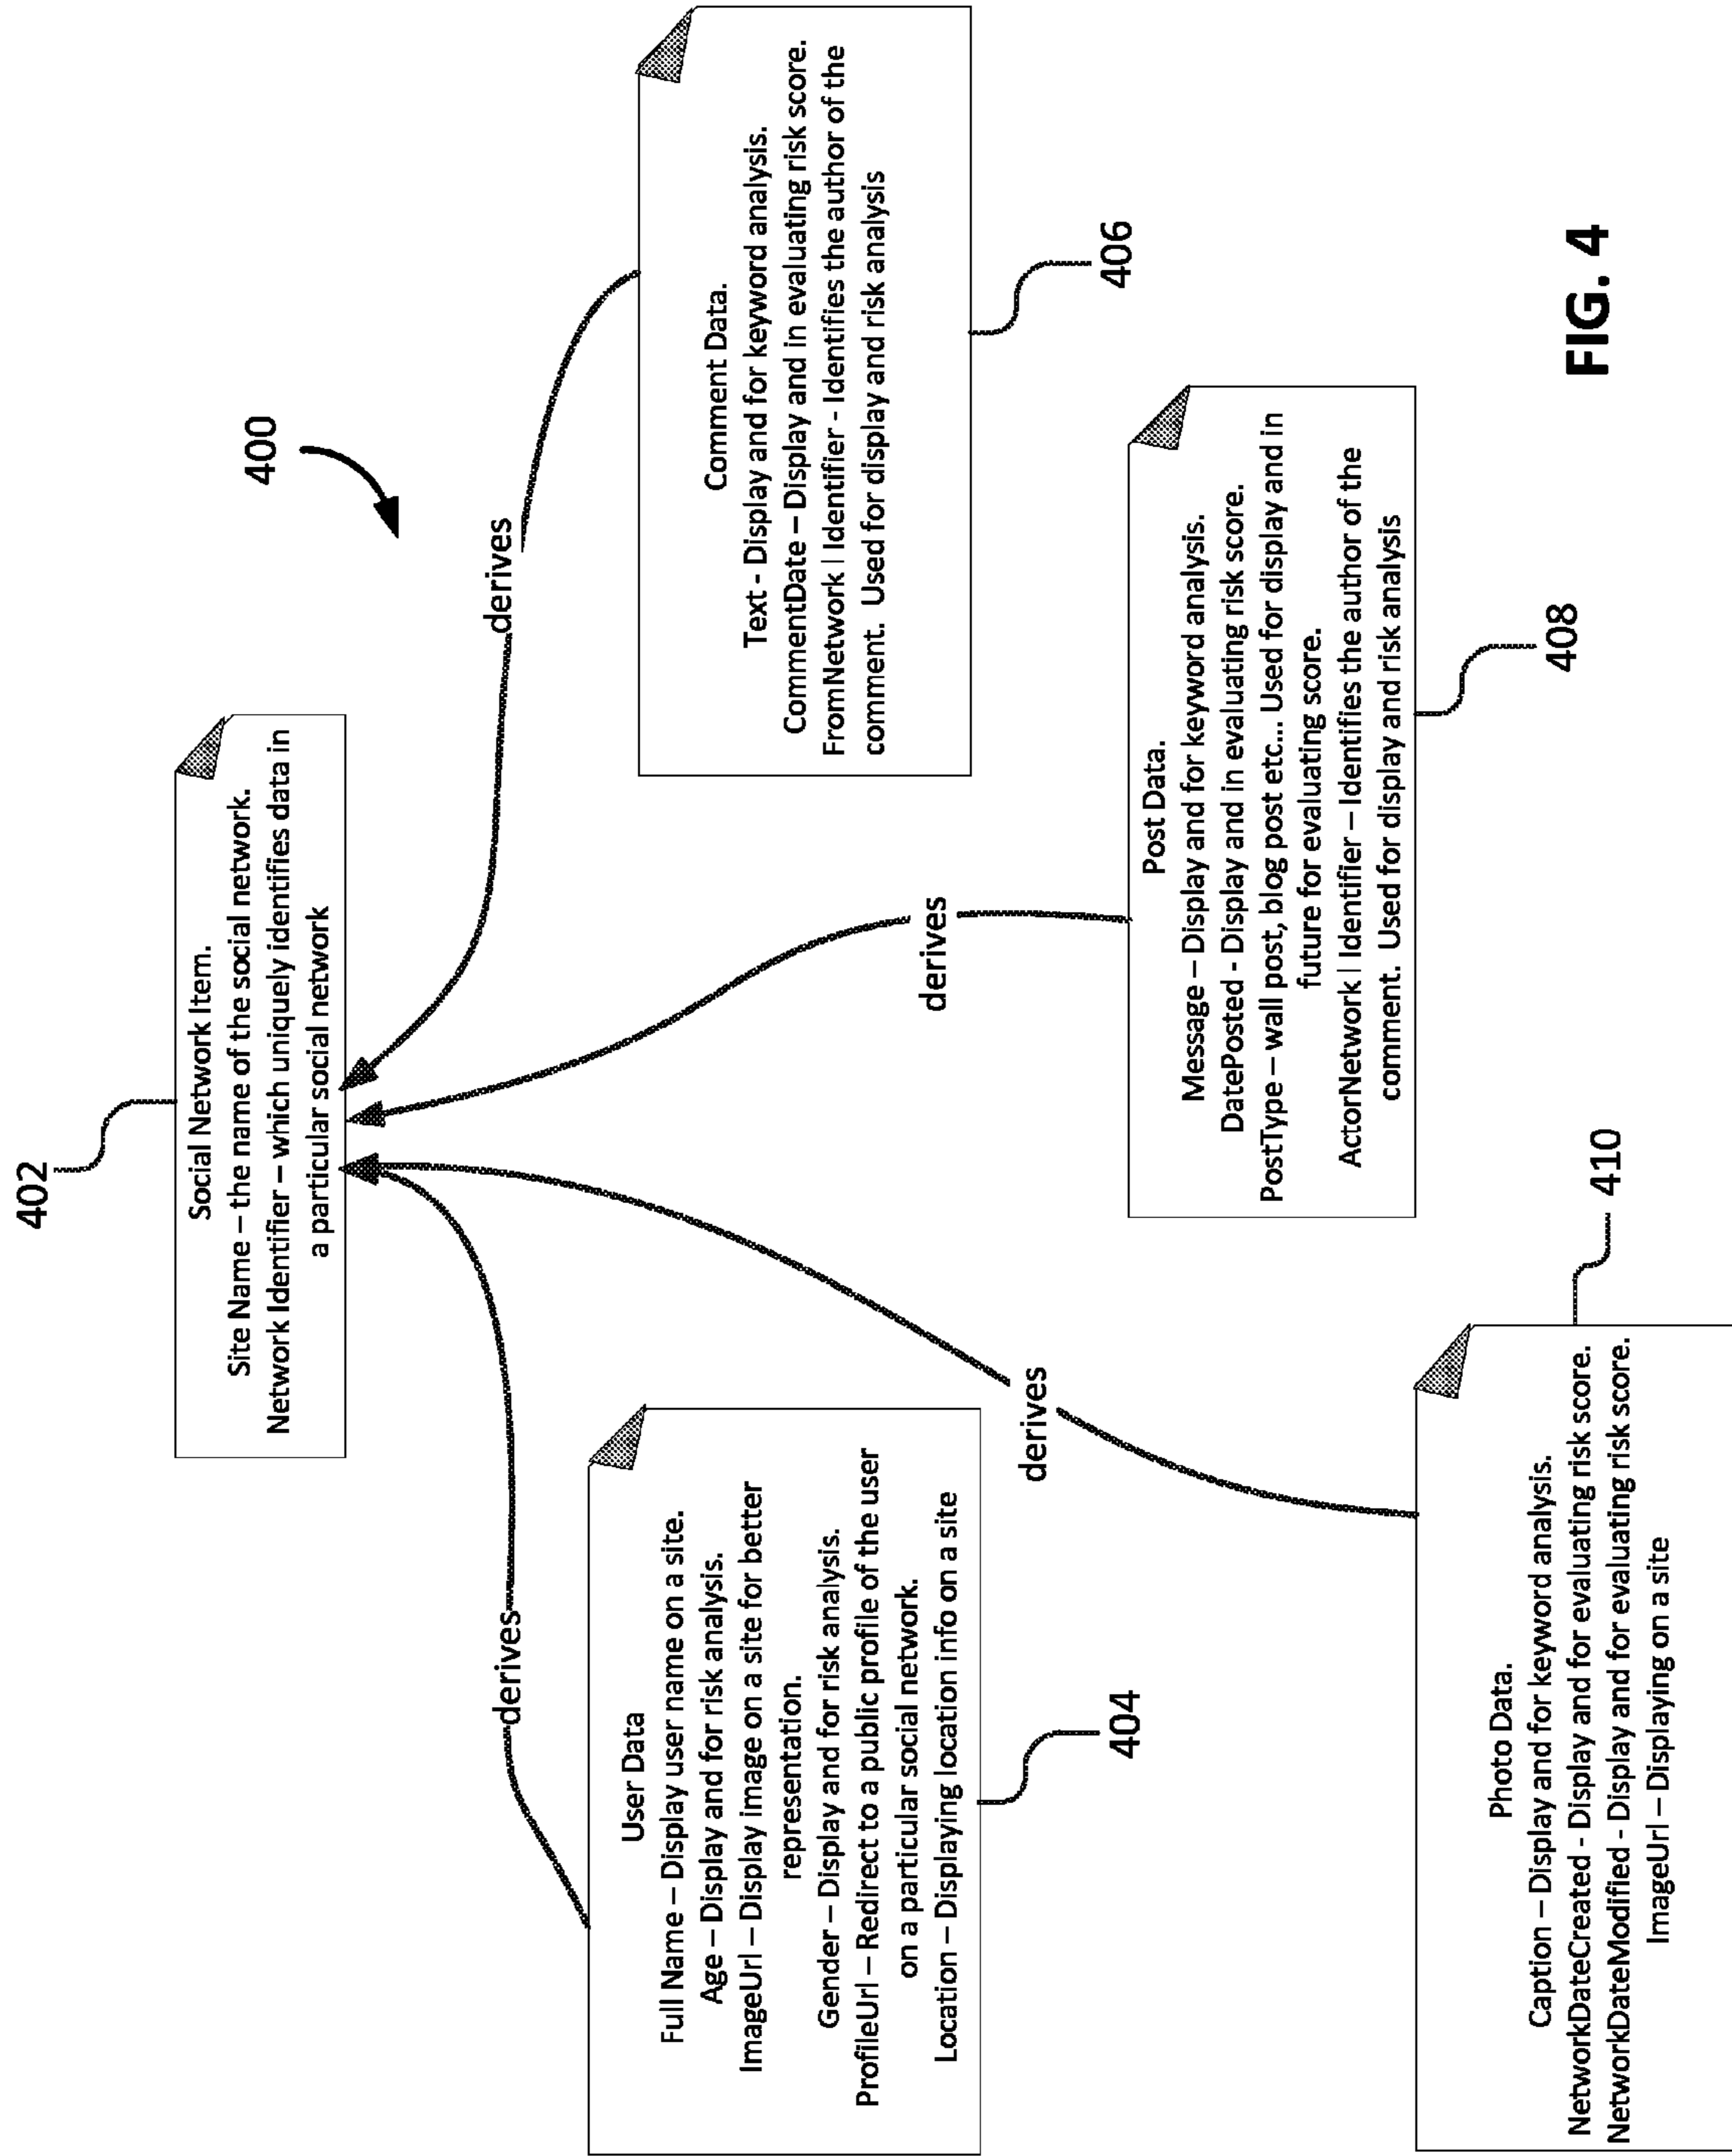 402
Social Network Item.
Site Name – the name of the social network.
Network Identifier – which uniquely identifies data in
a particular social network
400
derives
derives
derives
derives
User Data
Full Name – Display user name on a site.
Age – Display and for risk analysis.
ImageUrl – Display image on a site for better
representation.
Gender – Display and for risk analysis.
ProfileUrl – Redirect to a public profile of the user
on a particular social network.
Location – Displaying location info on a site
404
Comment Data.
Text - Display and for keyword analysis.
CommentDate – Display and in evaluating risk score.
FromNetwork | Identifier - Identifies the author of the
comment. Used for display and risk analysis
406
Post Data.
Message – Display and for keyword analysis.
DatePosted - Display and in evaluating risk score.
PostType – wall post, blog post etc... Used for display and in
future for evaluating score.
ActorNetwork | Identifier – Identifies the author of the
comment. Used for display and risk analysis
408
Photo Data.
Caption – Display and for keyword analysis.
NetworkDateCreated - Display and for evaluating risk score.
NetworkDateModified - Display and for evaluating risk score.
ImageUrl – Displaying on a site
410
FIG. 4